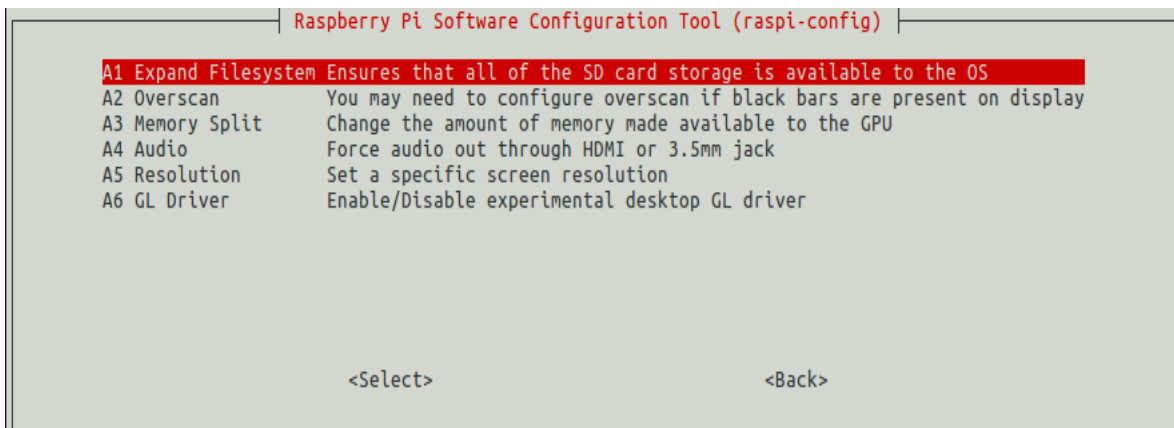 Raspberry Pi Software Configuration Tool (raspi-config)
A1 Expand Filesystem Ensures that all of the SD card storage is available to the OS
A2 Overscan You may need to configure overscan if black bars are present on display
A3 Memory Split Change the amount of memory made available to the GPU
A4 Audio Force audio out through HDMI or 3.5mm jack
A5 Resolution Set a specific screen resolution
A6 GL Driver Enable/Disable experimental desktop GL driver
<Select> <Back>